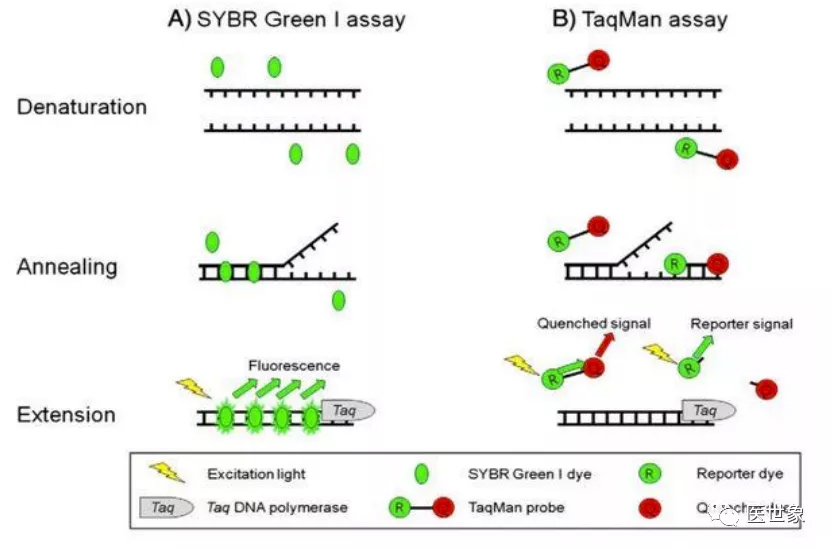 A) SYBR Green I assay
B) TaqMan assay
Denaturation
R
Q
R
Q
Annealing
R
Q
R
Q
Quenched signal
Reporter signal
Fluorescence
R
Q
R
Q
Extension
Taq
Taq
Excitation light
SYBR Green I dye
R
Reporter dye
Taq
Taq DNA polymerase
R
Q
TaqMan probe
Q
医世象